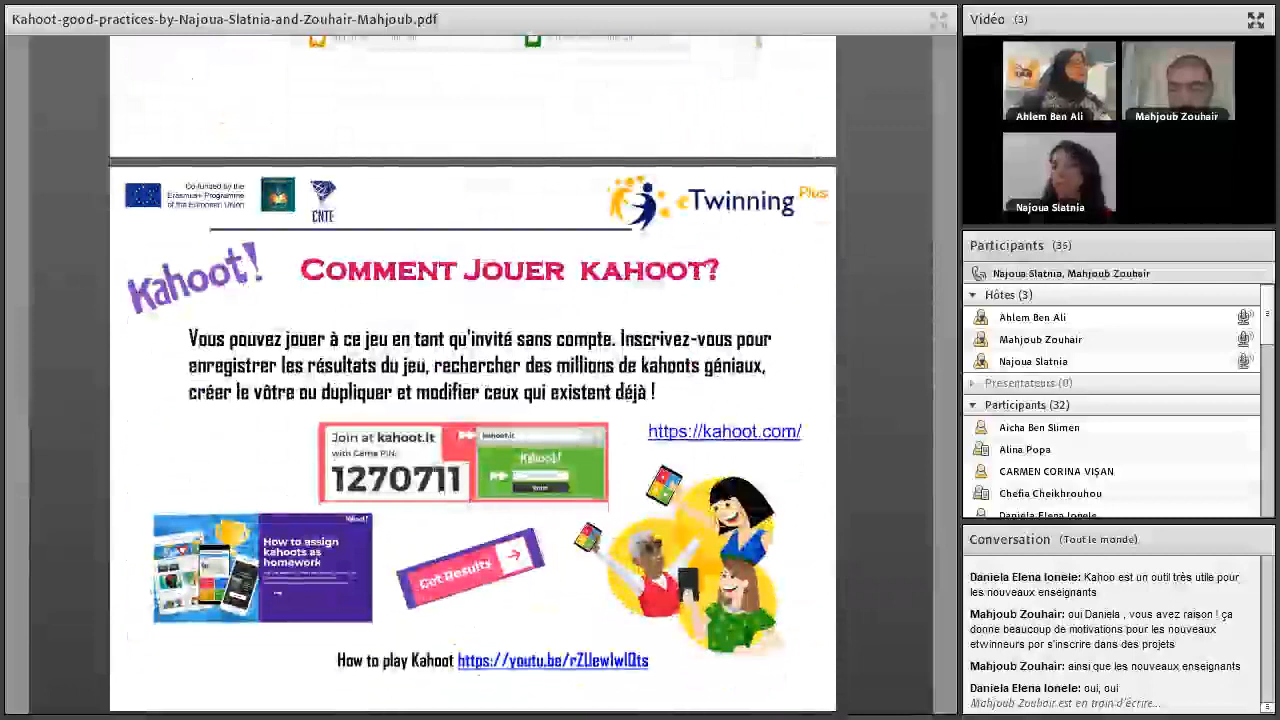 Kahoot-good-practices-by-Najoua-Slatnia-and-Zouhair-Mahjoub.pdf
Co-funded by the
Erasmus+ Programme
of the European Union
CNTE
eTwinning Plus
Kahoot!
COMMENT JOUER KAHOOT?
Vous pouvez jouer à ce jeu en tant qu'invité sans compte. Inscrivez-vous pour
enregistrer les résultats du jeu, rechercher des millions de kahoots géniaux,
créer le vôtre ou dupliquer et modifier ceux qui existent déjà !
https://kahoot.com/
Join at kahoot.it
with Game PIN:
1270711
kahoot.it
Kahoot!
Kahoot!
How to assign
kahoots as
homework
Get Results
How to play Kahoot
Vidéo (3)
Ahlem Ben Ali
Mahjoub Zouhair
Najoua Slatnia
Participants (35)
Najoua Slatnia, Mahjoub Zouhair
Hôtes (3)
Ahlem Ben Ali
Mahjoub Zouhair
Najoua Slatnia
Présentateurs (0)
Participants (32)
Aicha Ben Slimen
Alina Popa
CARMEN CORINA VIȘAN
Chefia Cheikhrouhou
Daniela Elena Ionele
Conversation (Tout le monde)
Daniela Elena Ionele: Kahoo est un outil très utile pour
les nouveaux enseignants
Mahjoub Zouhair: oui Daniela , vous avez raison ! ça
donne beaucoup de motivations pour les nouveaux
etwinneurs por s'inscrire dans des projets
Mahjoub Zouhair: ainsi que les nouveaux enseignants
Daniela Elena Ionele: oui, oui
Mahjoub Zouhair est en train d'écrire...